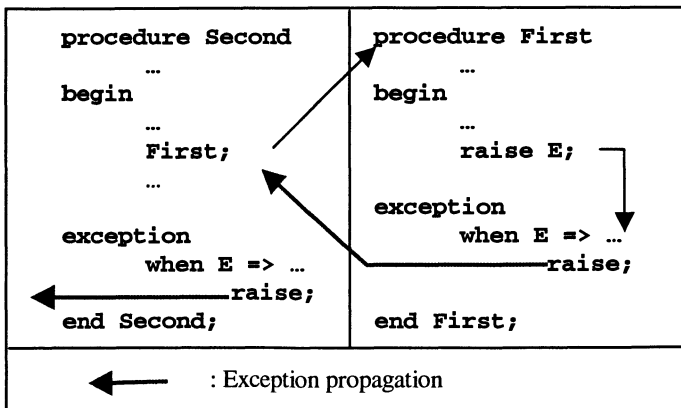 procedure Second
…
begin
…
First;
…
exception
when E => …
raise;
end Second;
procedure First
…
begin
…
raise E;
exception
when E => …
raise;
end First;
: Exception propagation